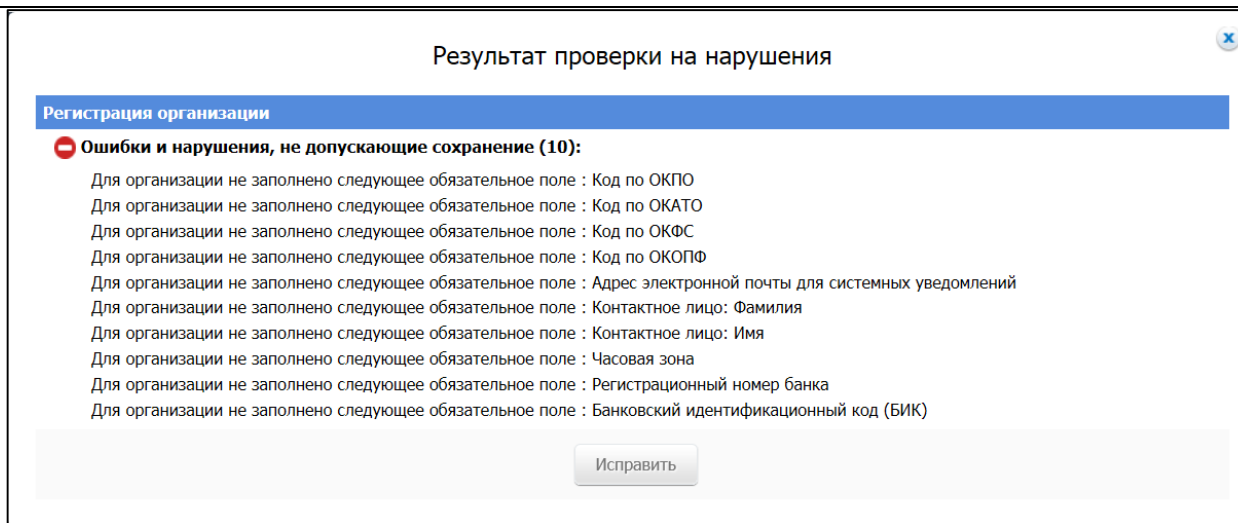 Результат проверки на нарушения
Регистрация организации
Ошибки и нарушения, не допускающие сохранение (10):
Для организации не заполнено следующее обязательное поле : Код по ОКПО
Для организации не заполнено следующее обязательное поле : Код по ОКАТО
Для организации не заполнено следующее обязательное поле : Код по ОКФС
Для организации не заполнено следующее обязательное поле : Код по ОКОПФ
Для организации не заполнено следующее обязательное поле : Адрес электронной почты для системных уведомлений
Для организации не заполнено следующее обязательное поле : Контактное лицо: Фамилия
Для организации не заполнено следующее обязательное поле : Контактное лицо: Имя
Для организации не заполнено следующее обязательное поле : Часовая зона
Для организации не заполнено следующее обязательное поле : Регистрационный номер банка
Для организации не заполнено следующее обязательное поле : Банковский идентификационный код (БИК)
Исправить